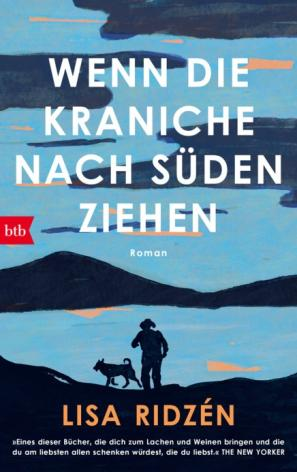 WENN DIE
KRANICHE
NACH SÜDEN
ZIEHEN
btb
Roman
LISA RIDZÉN
»Eines dieser Bücher, die dich zum Lachen und Weinen bringen und die
du am liebsten allen schenken würdest, die du liebst.« THE NEW YORKER